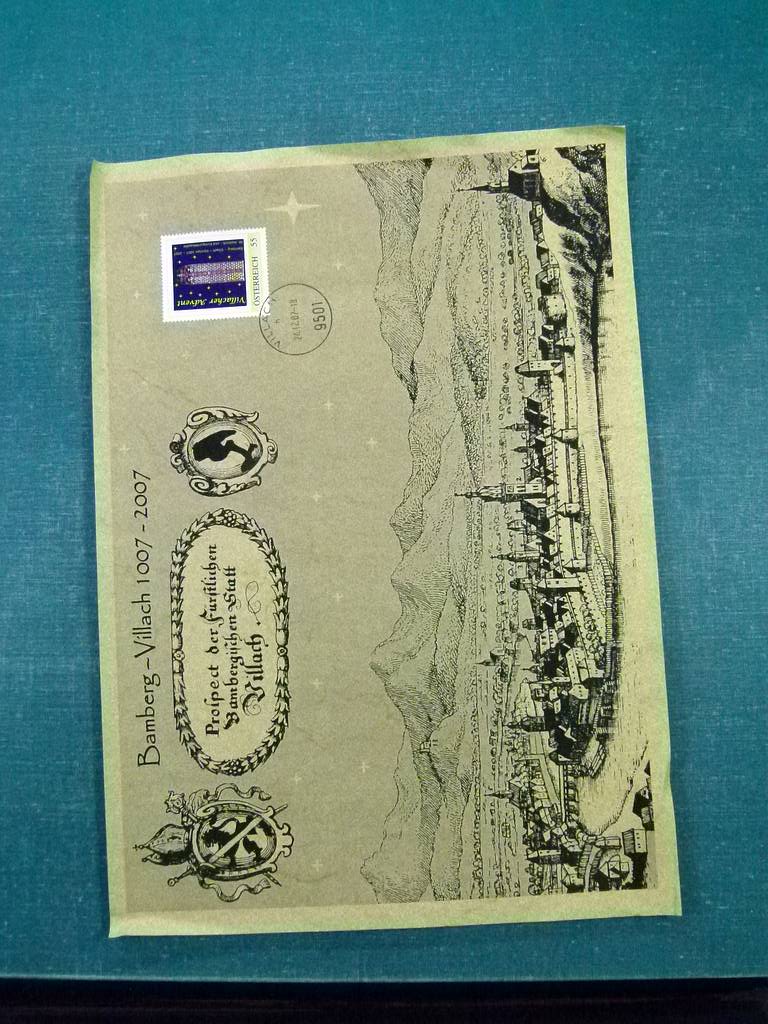 Bamberg - Villach 1007 - 2007
Prospect der Fürstlichen
Bambergischen Statt
Villach
Villacher Advent
ÖSTERREICH 55
VILLACH
9501